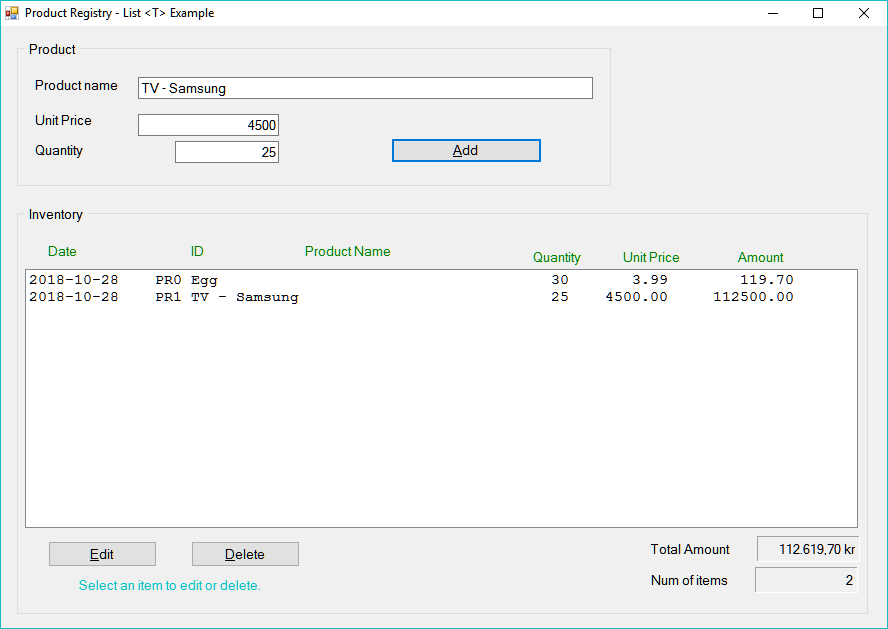 Product Registry - List <T> Example
Product
Product name TV - Samsung
Unit Price 4500
Quantity 25
Add
Inventory
Date ID Product Name Quantity Unit Price Amount
2018-10-28 PR0 Egg 30 3.99 119.70
2018-10-28 PR1 TV - Samsung 25 4500.00 112500.00
Edit Delete Total Amount 112.619,70 kr
Select an item to edit or delete. Num of items 2